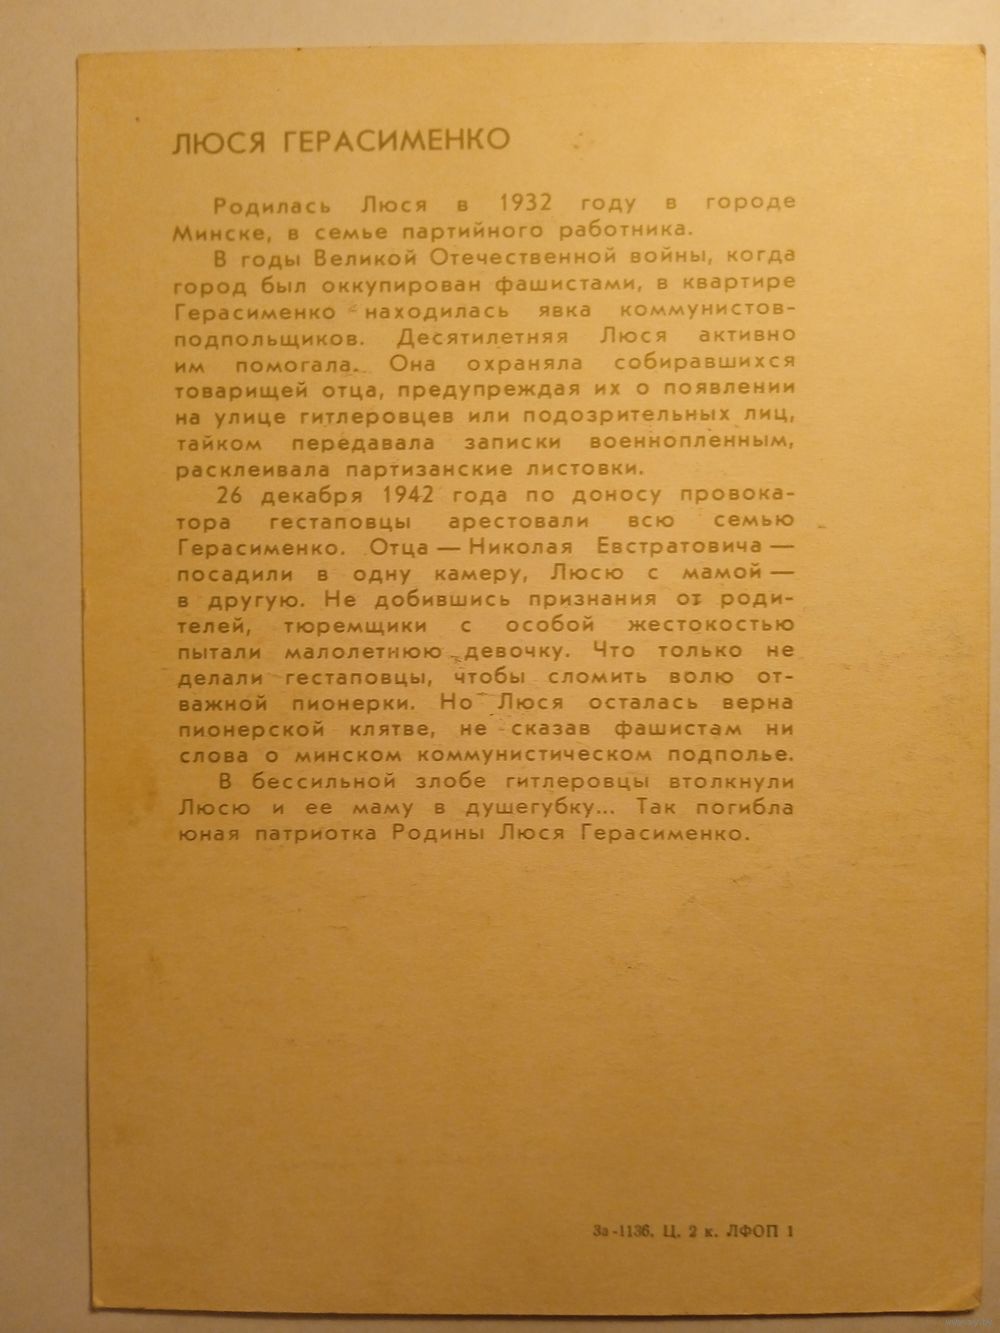 ЛЮСЯ ГЕРАСИМЕНКО
Родилась Люся в 1932 году в городе
Минске, в семье партийного работника.
В годы Великой Отечественной войны, когда
город был оккупирован фашистами, в квартире
Герасименко находилась явка коммунистов-
подпольщиков. Десятилетняя Люся активно
им помогала. Она охраняла собиравшихся
товарищей отца, предупреждая их о появлении
на улице гитлеровцев или подозрительных лиц,
тайком передавала записки военнопленным,
расклеивала партизанские листовки.
26 декабря 1942 года по доносу провока-
тора гестаповцы арестовали всю семью
Герасименко. Отца — Николая Евстратовича —
посадили в одну камеру, Люсю с мамой —
в другую. Не добившись признания от роди-
телей, тюремщики с особой жестокостью
пытали малолетнюю девочку. Что только не
делали гестаповцы, чтобы сломить волю от-
важной пионерки. Но Люся осталась верна
пионерской клятве, не сказав фашистам ни
слова о минском коммунистическом подполье.
В бессильной злобе гитлеровцы втолкнули
Люсю и ее маму в душегубку... Так погибла
юная патриотка Родины Люся Герасименко.
За-1136. Ц. 2 к. ЛФОП 1